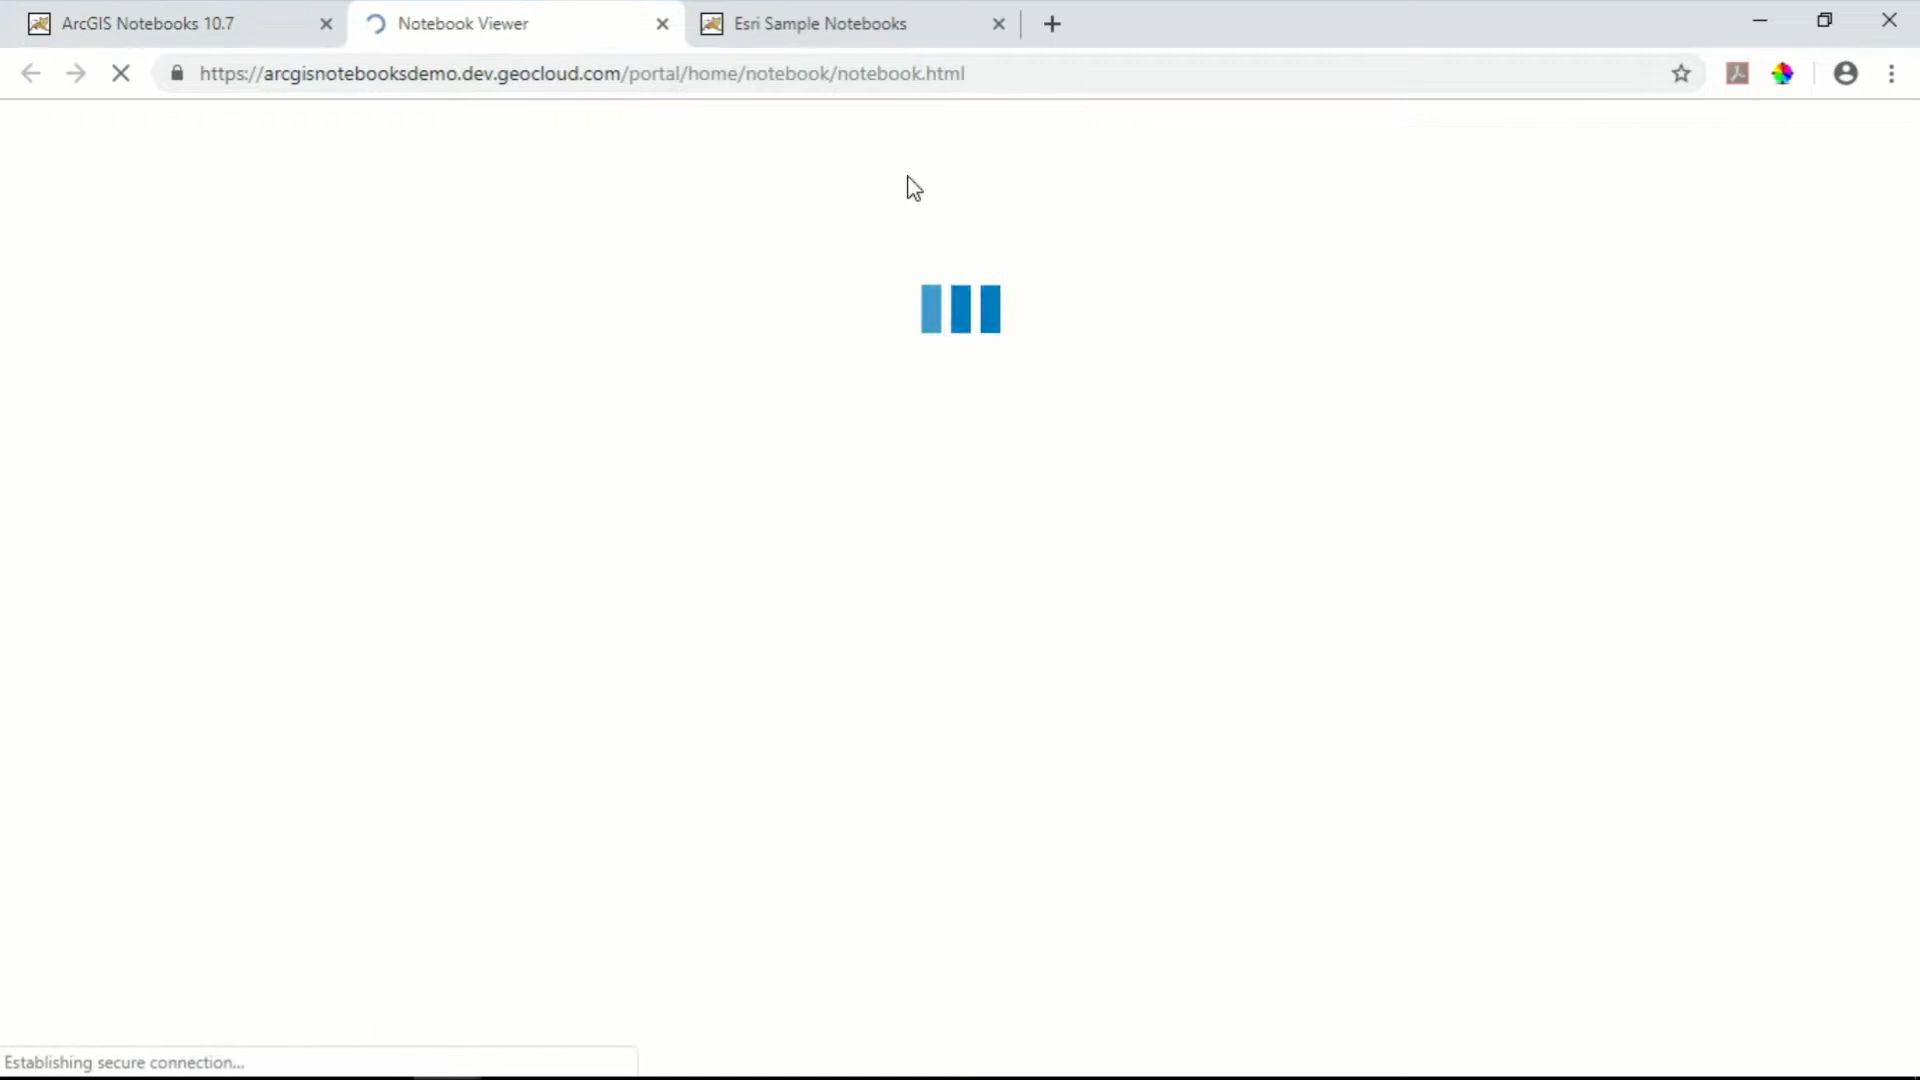 ArcGIS Notebooks 10.7
Notebook Viewer
Esri Sample Notebooks
https://arcgisnotebooksdemo.dev.geocloud.com/portal/home/notebook/notebook.html
Establishing secure connection...